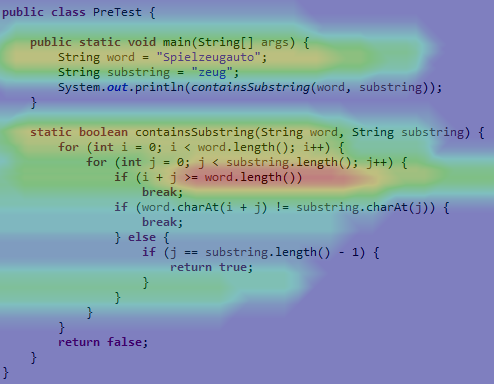 public class PreTest {
public static void main(String[] args) {
String word = "Spielzeugauto";
String substring = "zeug";
System.out.println(containsSubstring(word, substring));
}
static boolean containsSubstring(String word, String substring) {
for (int i = 0; i < word.length(); i++) {
for (int j = 0; j < substring.length(); j++) {
if (i + j >= word.length())
break;
if (word.charAt(i + j) != substring.charAt(j)) {
break;
} else {
if (j == substring.length() - 1) {
return true;
}
}
}
}
return false;
}
}